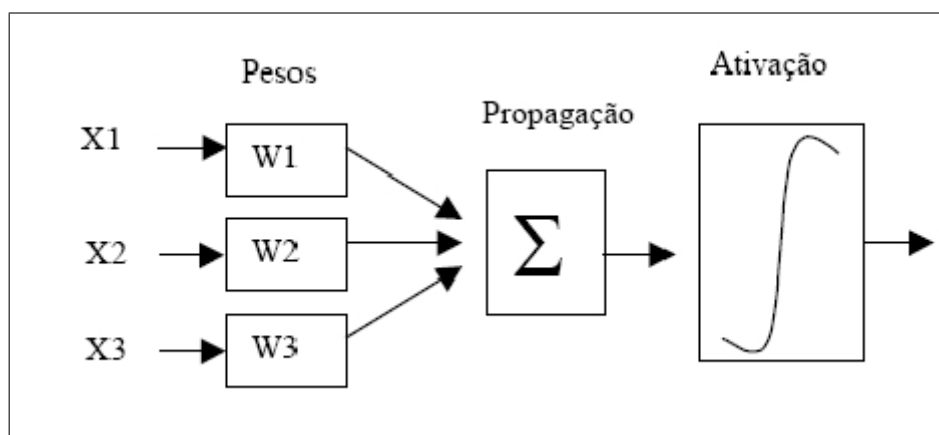 Pesos
Ativação
Propagação
X1
W1
X2
W2
Σ
X3
W3